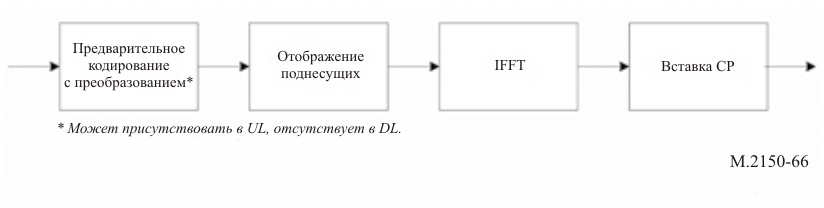 Предварительное
кодирование
с преобразованием*
Отображение
поднесущих
IFFT
Вставка CP
* Может присутствовать в UL, отсутствует в DL.
M.2150-66